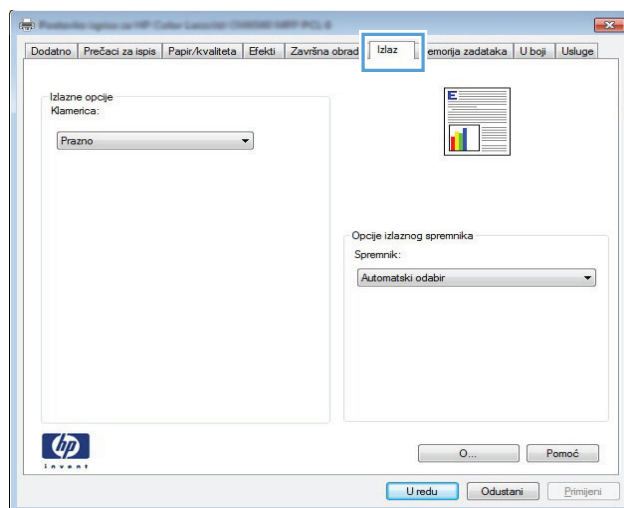 Dodatno Prečaci za ispis Papir/kvaliteta Efekti Završna obrad Izlaz emorija zadataka U boji Usluge
Izlazne opcije
Klamerica:
Prazno
E
Opcije izlaznog spremnika
Spremnik:
Automatski odabir
hp
invent
O... Pomoć
U redu Odustani Primijeni